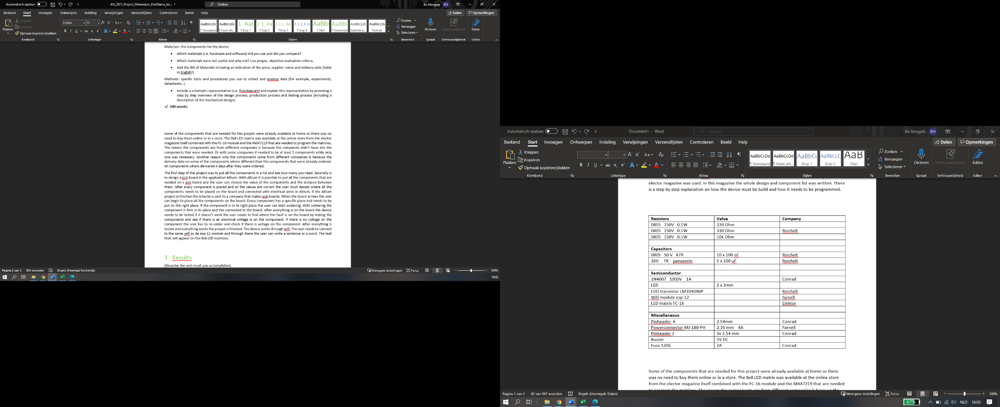 Automatisch opslaan
AN_2021_Project_Ontwerpen_firstName_las...
Zoeken
Bo Mengels
BM
Bestand Start Invoegen Ontwerpen Indeling Verwijzingen Verzendlijsten Controleren Beeld Help
Delen
Opmerkingen
Plakken
Knippen
Kopiëren
Opmaak kopiëren/plakken
Calibri
11
AaBbCcDc AaBbCcDc 1 AaE 1.1 Aa 1.1.1 Aal 1.1.1.1 A AaBb AaBb( AaBbCcDc AaBbCcDc
¶ Standaard ¶ Geen afs... ¶ Kop 1 ¶ Kop 2 ¶ Kop 3 ¶ Kop 4 ¶ Titel ¶ Ondertitel Subtiele b... Nadruk
Zoeken
Vervangen
Selecteren
Dicteren
Vertrouwelijkheid
Editor
Klembord Lettertype Alinea Stijlen Bewerken Spraak Vertrouwelijkheid Editor
Materials: the components for the device
• Which materials (i.e. hardware and software) did you use and did you compare?
• Which materials were not useful and why not? Use proper, objective evaluation criteria.
• Add the Bill of Materials including an indication of the price, supplier name and delivery date (table
in English!)
Methods: specific tools and procedures you use to collect and analyze data (for example, experiments,
datasheets...)
• Include a schematic representation (i.e. flowdiagram) and explain this representation by providing a
step by step overview of the design process, production process and testing process (including a
description of the mechanical design).
+/- 500 words]
Some of the components that are needed for this project were already available at home so there was no
need to buy them online or in a store. The 8x8 LED matrix was available at the online store from the elector
magazine itself combined with the FC-16 module and the MAX7219 that are needed to program the matrices.
The reason the components are from different companies is because the companies didn't have alle the
components that were needed. Or with some companies it needed to be at least 5 components while only
one was necessary. Another reason why the components came from different companies is because the
delivery date on some of the components where different than the components that were already ordered.
All components where delivered 4 days after they were ordered.
The first step of the project was to put all the components in a list and see how many you need. Secondly is
to design a pcb board in the application Altium. With Altium it is possible to put all the components that are
needed on a pcb board and the user can choose the value of the components and the distance between
them. After every component is placed and all the values are correct the user must decide where all the
components needs to be placed on the board and connected with electrical wires in Altium. If the Altium
project is finished the scheme is sent to a company that makes pcb boards. When the board arrives the user
can begin to place all the components on the board. Every component has a specific place and needs to be
put on the right place. If the component is in its right place the user can start soldering. With soldering the
component is firm in its place and the connected to the board. After everything is on the board the device
needs to be tested if it doesn't work the user needs to find where the fault is on the board by testing the
components and see if there is an electrical voltage is on the component. If there is no voltage on the
component the user has to re-solder and check if there is voltage on the component. After everything is
tested and everything works the project is finished. The device works through wifi. The user needs to connect
to the same wifi as de esp-12 module and through there the user can write a sentence or a word. The text
then will appear on the 8x8 LED matrices.
3 Results
[Describe the end result you accomplished.
Pagina 2 van 3 924 woorden Engels (Verenigd Koninkrijk) Weergave-instellingen Focus 100%
16:02
Automatisch opslaan
Document1 - Word
Zoeken
Bo Mengels
BM
Bestand Start Invoegen Ontwerpen Indeling Verwijzingen Verzendlijsten Controleren Beeld Help
Delen
Opmerkingen
Plakken
Knippen
Kopiëren
Opmaak kopiëren/plakken
AaBbCcDd AaBbCcDd AaBbC( AaBbCcE AaB
¶ Standaard ¶ Geen afs... Kop 1 Kop 2 Titel
Zoeken
Vervangen
Selecteren
Dicteren
Vertrouwelijkheid
Editor
Klembord Lettertype Alinea Stijlen Bewerken Spraak Vertrouwelijkheid Editor
elector magazine was used. In this magazine the whole design and component list was written. There
is a step by step explanation on how the device must be build and how it needs to be programmed.
Resistors Value Company
0805 150V 0.1W 220 Ohm
0805 150V 0.1W 330 Ohm Reichelt
0805 150V 0.1W 10k Ohm
Capacitors
0805 50 V X7R 10 x 100 nF Reichelt
16V FK panasonic 5 x 100 uF Reichelt
Semiconductor
1N4007 1000V 1A Conrad
LED 2 x 3mm
LDO transistor LM3940IMP Reichelt
Wifi module esp-12 farnell
LED matrix FC-16 Elektor
Miscellaneous
Pinheader 6 2.54mm Conrad
Powerconnector MJ-180-PH 2.35 mm 4A Farnell
Pinheader 2 3x 2.54 mm Conrad
Buzzer 5V DC
Fuse 1206 2A Conrad
Some of the components that are needed for this project were already available at home so there
was no need to buy them online or in a store. The 8x8 LED matrix was available at the online store
from the elector magazine itself combined with the FC-16 module and the MAX7219 that are needed
to program the matrices. The reason the components are from different companies is because the
Pagina 1 van 2 82 van 597 woorden Engels (Verenigde Staten) Weergave-instellingen Focus 100%
67% NLD 16:03